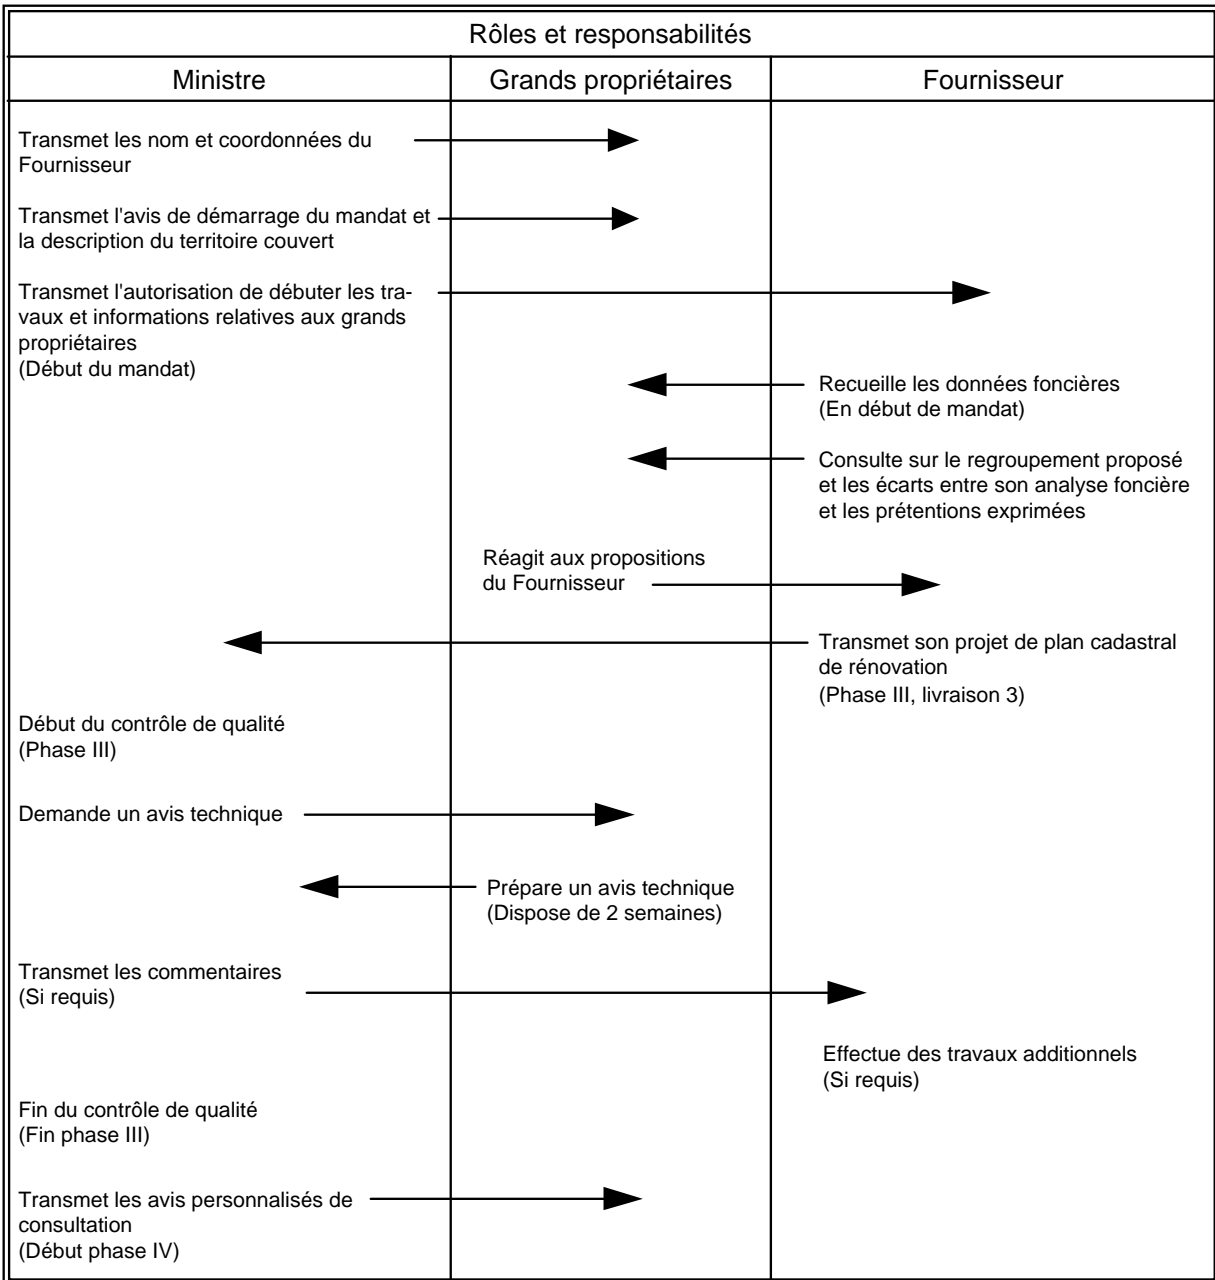 Rôles et responsabilités
Ministre
Grands propriétaires
Fournisseur
Transmet les nom et coordonnées du
Fournisseur
Transmet l'avis de démarrage du mandat et
la description du territoire couvert
Transmet l'autorisation de débuter les tra-
vaux et informations relatives aux grands
propriétaires
(Début du mandat)
Recueille les données foncières
(En début de mandat)
Consulte sur le regroupement proposé
et les écarts entre son analyse foncière
et les prétentions exprimées
Réagit aux propositions
du Fournisseur
Transmet son projet de plan cadastral
de rénovation
(Phase III, livraison 3)
Début du contrôle de qualité
(Phase III)
Demande un avis technique
Prépare un avis technique
(Dispose de 2 semaines)
Transmet les commentaires
(Si requis)
Effectue des travaux additionnels
(Si requis)
Fin du contrôle de qualité
(Fin phase III)
Transmet les avis personnalisés de
consultation
(Début phase IV)